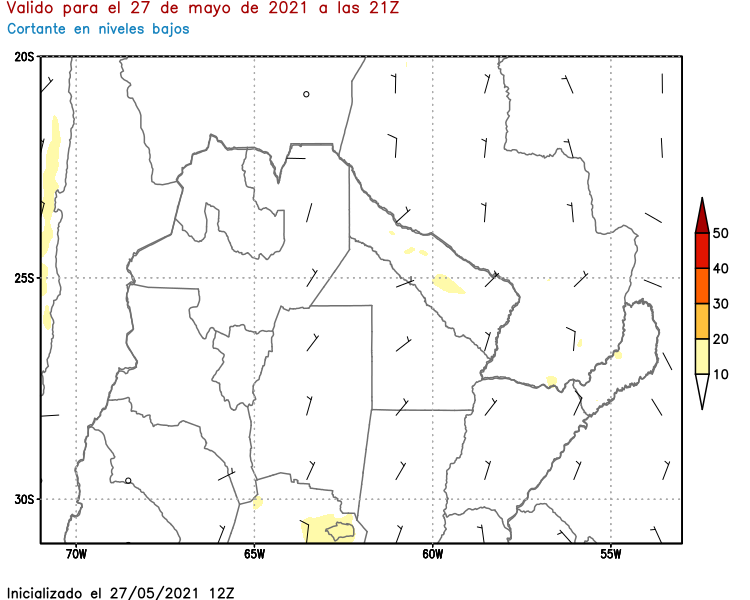 Valido para el 27 de mayo de 2021 a las 21Z
Cortante en niveles bajos
20S
25S
30S
70W 65W 60W 55W
50
40
30
20
10
Inicializado el 27/05/2021 12Z